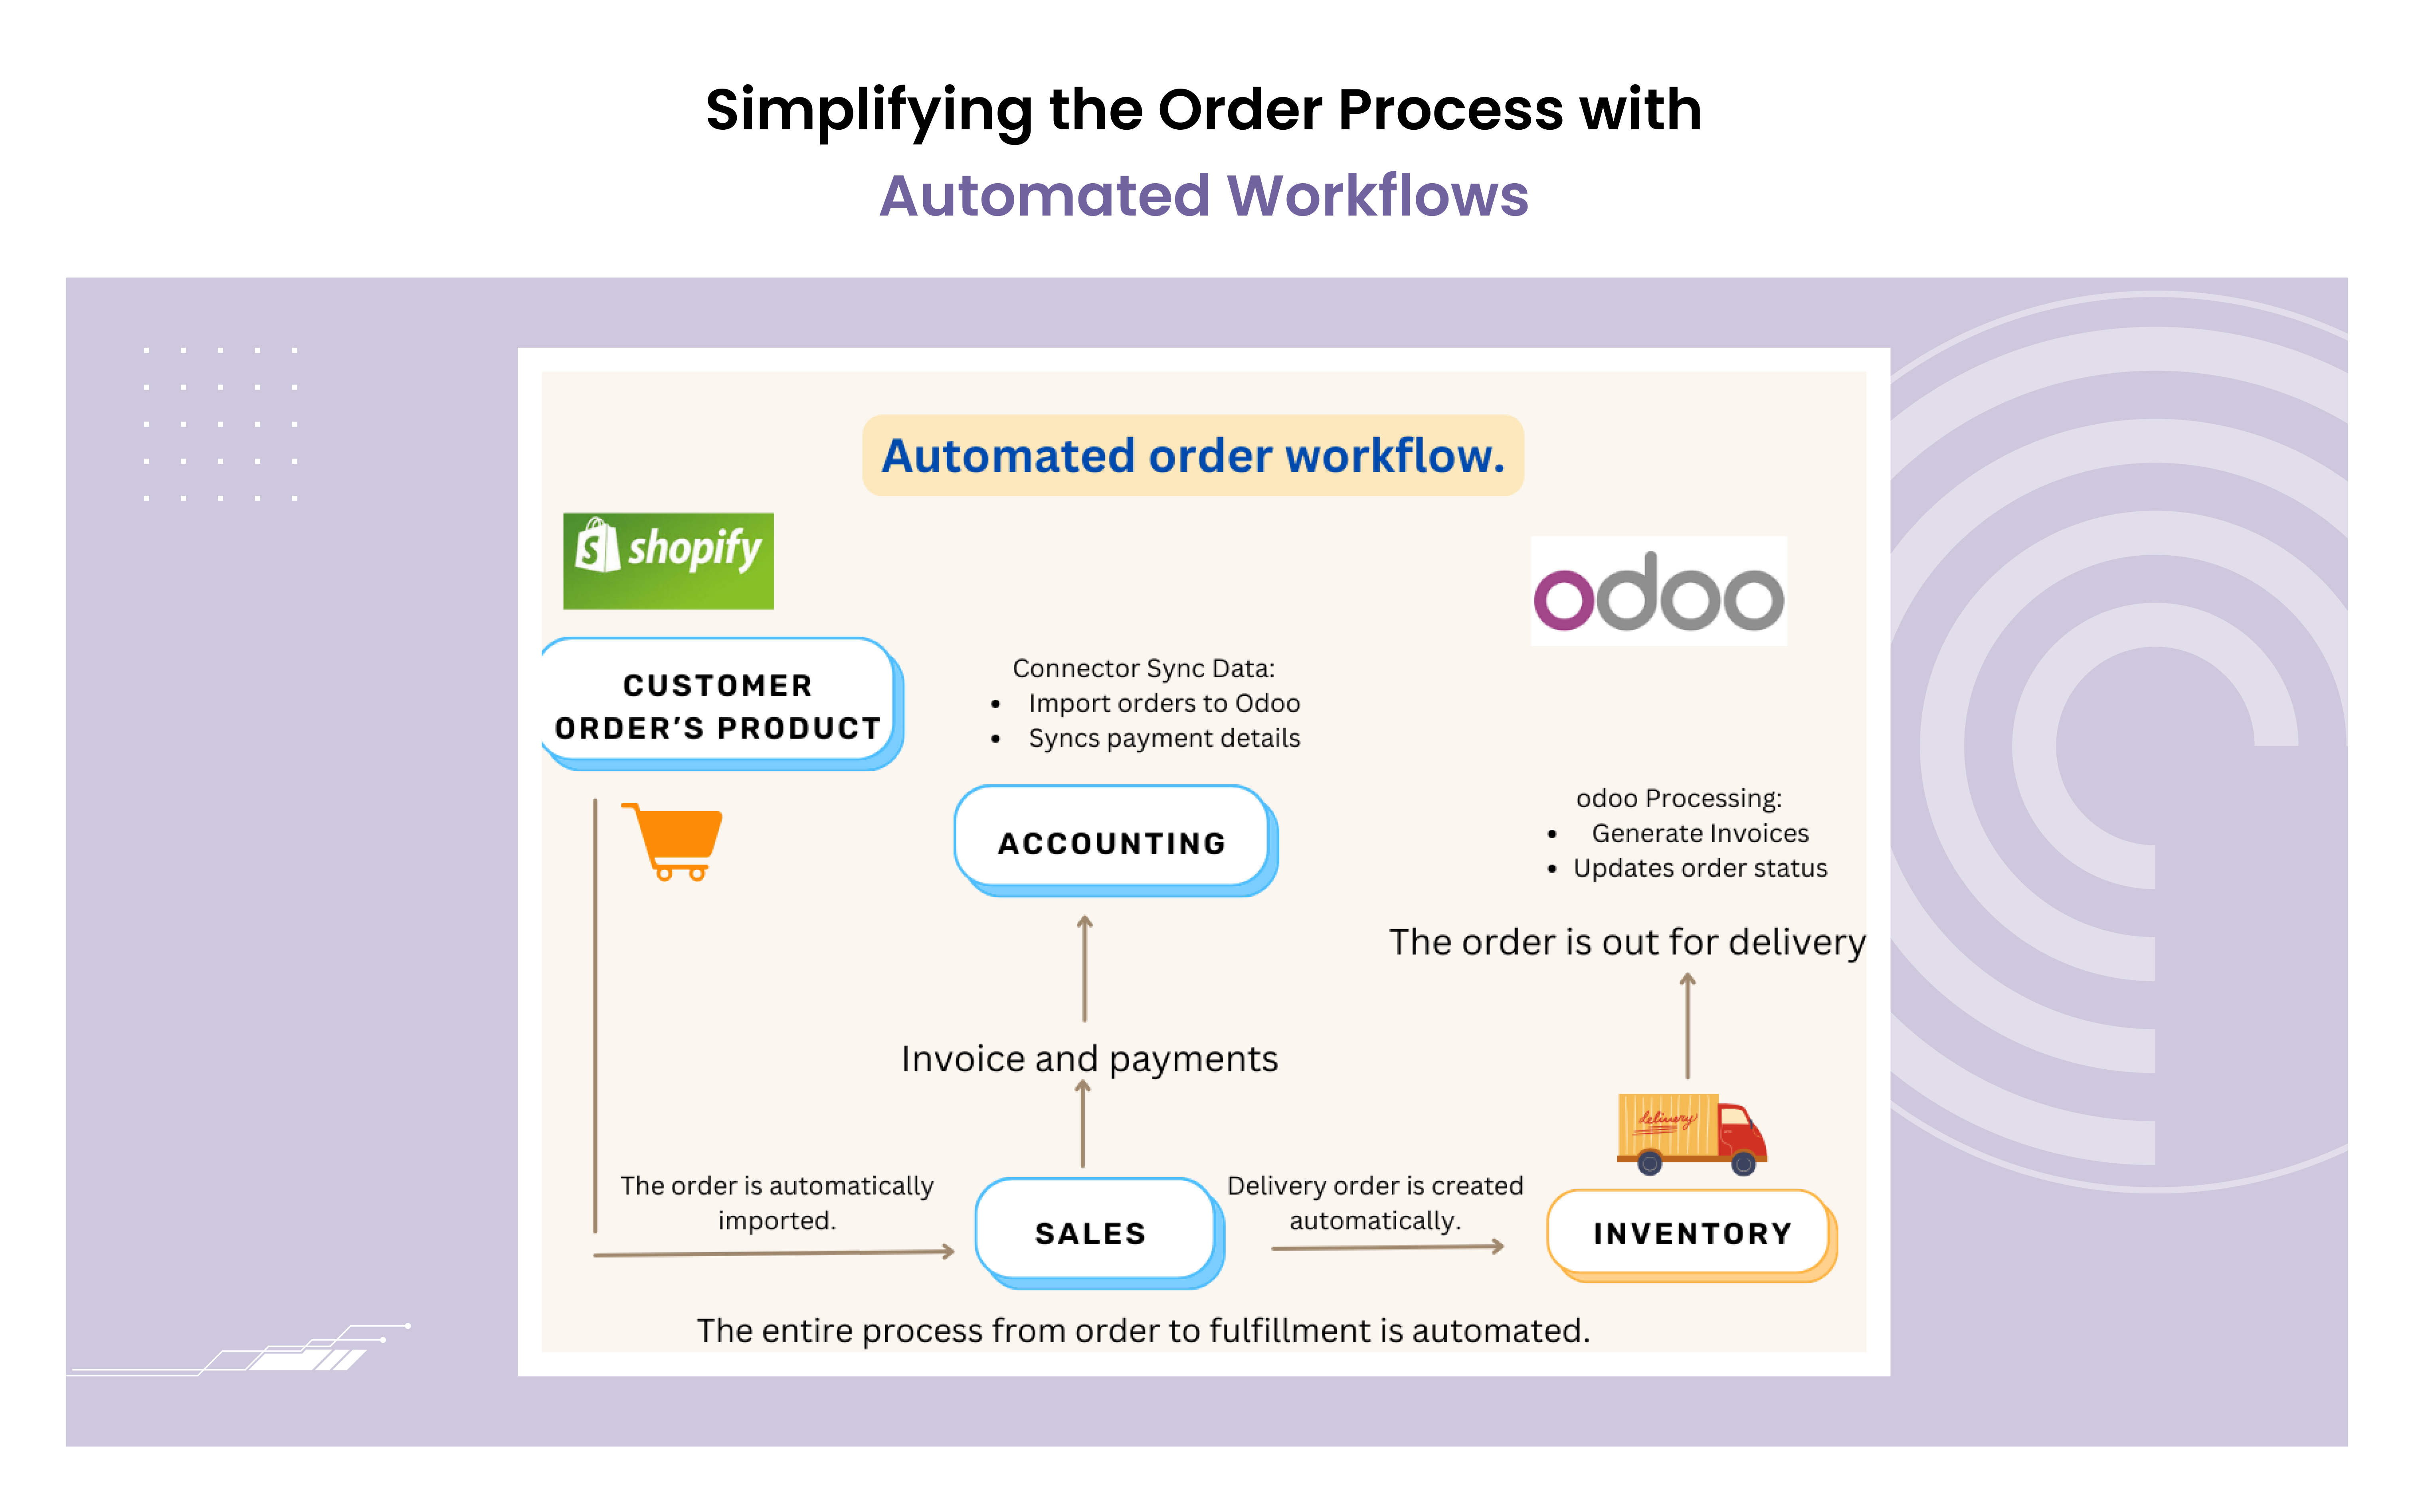 Simplifying the Order Process with
Automated Workflows
Automated order workflow.
shopify
odoo
CUSTOMER
ORDER'S PRODUCT
Connector Sync Data:
• Import orders to Odoo
• Syncs payment details
ACCOUNTING
odoo Processing:
• Generate Invoices
• Updates order status
The order is out for delivery
Invoice and payments
delivery
The order is automatically
imported.
SALES
Delivery order is created
automatically.
INVENTORY
The entire process from order to fulfillment is automated.